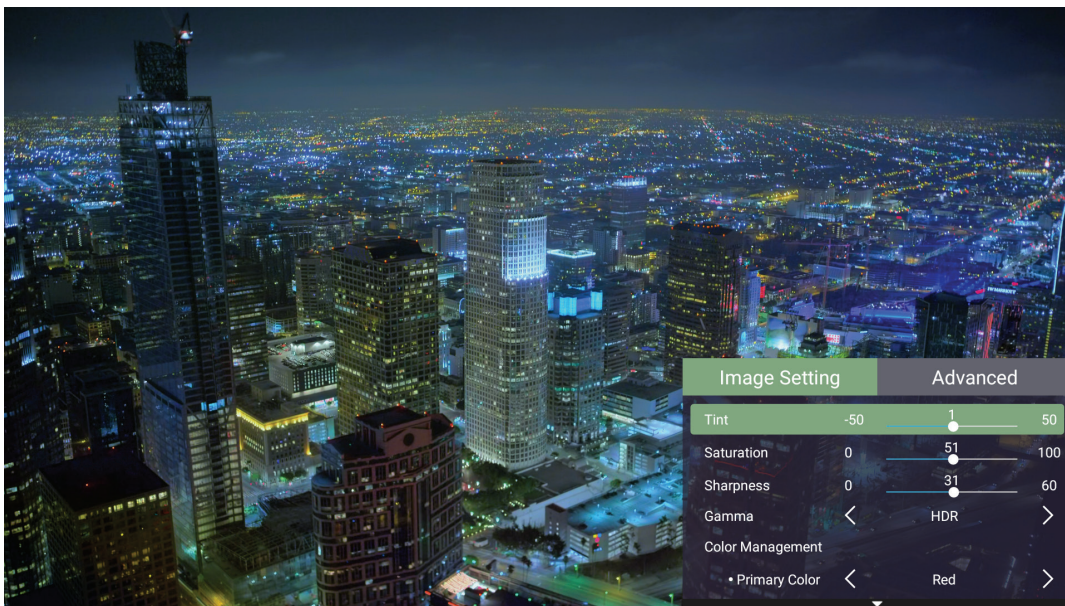 Image Setting Advanced
Tint -50 1 50
Saturation 0 51 100
Sharpness 0 31 60
Gamma HDR
Color Management
• Primary Color Red